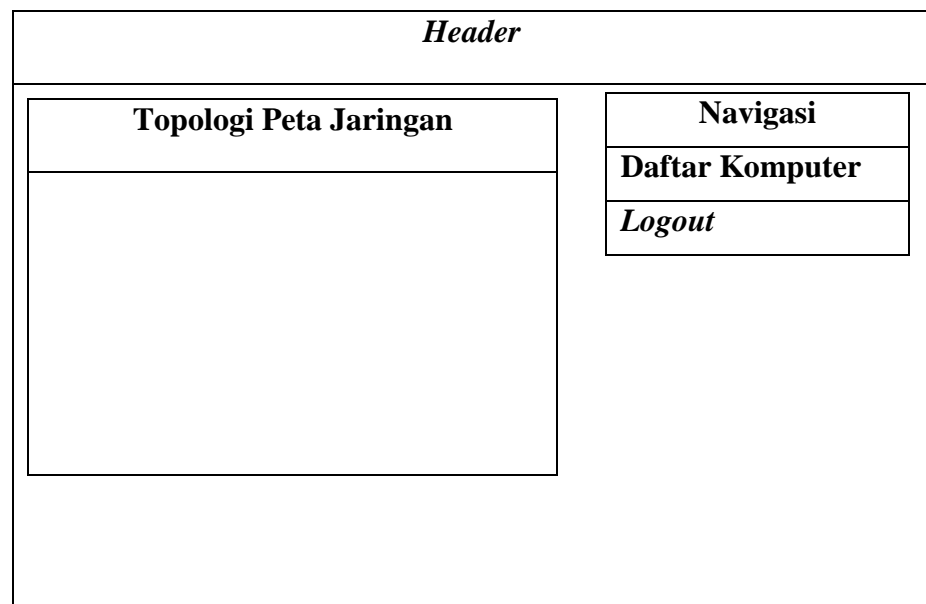 Header
Topologi Peta Jaringan
Navigasi
Daftar Komputer
Logout